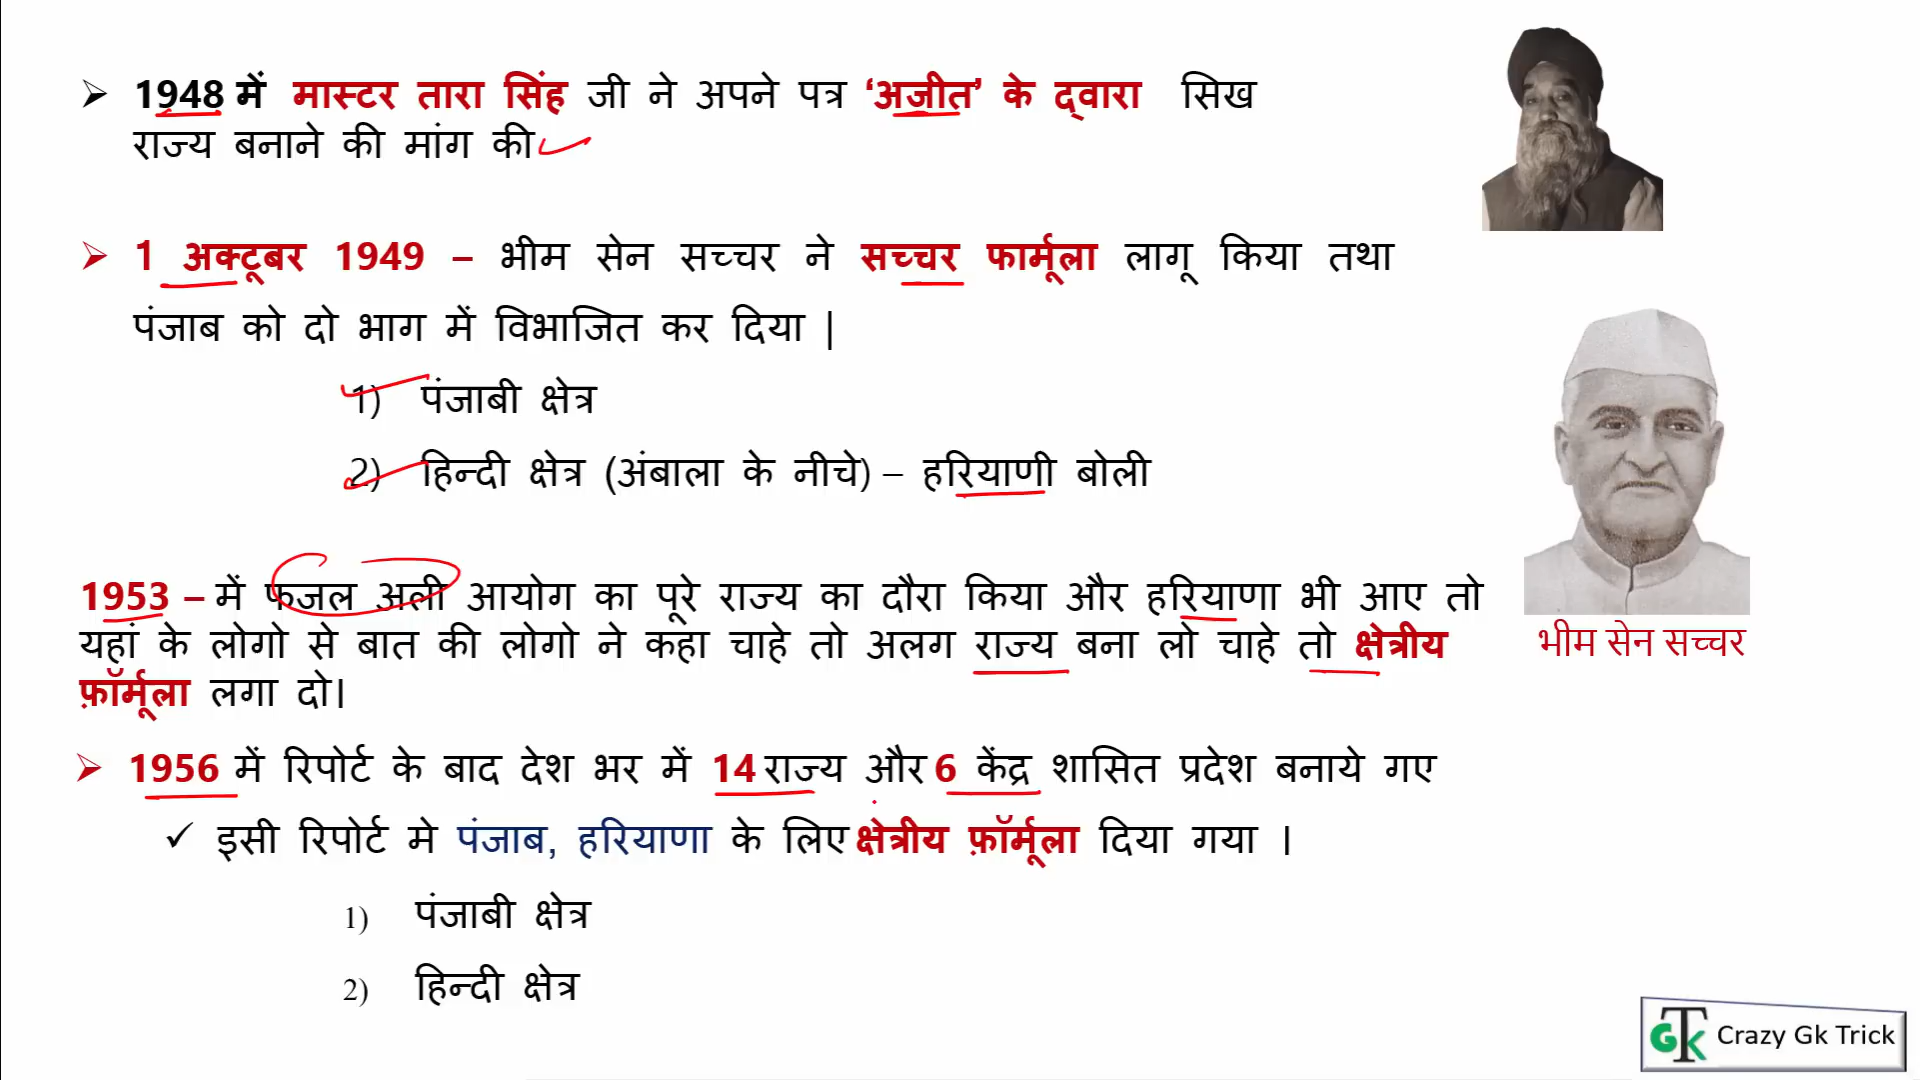 ➢ 1948 में मास्टर तारा सिंह जी ने अपने पत्र ‘अजीत’ के द्वारा सिख
राज्य बनाने की मांग की
➢ 1 अक्टूबर 1949 – भीम सेन सच्चर ने सच्चर फार्मूला लागू किया तथा
पंजाब को दो भाग में विभाजित कर दिया |
1) पंजाबी क्षेत्र
2) हिन्दी क्षेत्र (अंबाला के नीचे) – हरियाणी बोली
1953 – में फजल अली आयोग का पूरे राज्य का दौरा किया और हरियाणा भी आए तो
यहां के लोगो से बात की लोगो ने कहा चाहे तो अलग राज्य बना लो चाहे तो क्षेत्रीय
फ़ॉर्मूला लगा दो।
भीम सेन सच्चर
➢ 1956 में रिपोर्ट के बाद देश भर में 14 राज्य और 6 केंद्र शासित प्रदेश बनाये गए
✓ इसी रिपोर्ट मे पंजाब, हरियाणा के लिए क्षेत्रीय फ़ॉर्मूला दिया गया ।
1) पंजाबी क्षेत्र
2) हिन्दी क्षेत्र
GTK Crazy Gk Trick